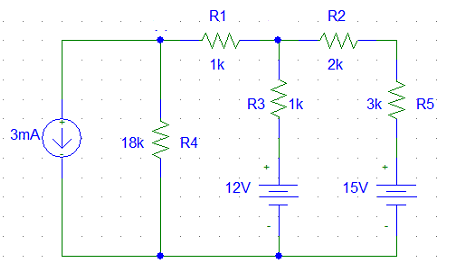 R1
R2
1k
2k
R3
1k
3k
R5
3mA
18k
R4
+
-
12V
+
-
15V
+
-